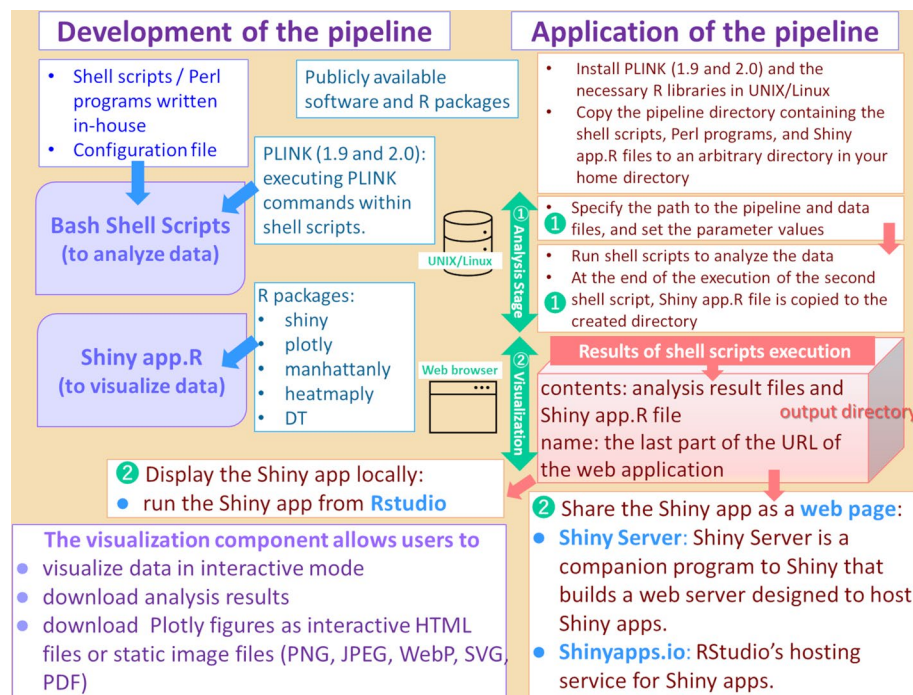 Development of the pipeline
• Shell scripts / Perl
programs written
in-house
• Configuration file
Publicly available
software and R packages
PLINK (1.9 and 2.0):
executing PLINK
commands within
shell scripts.
Bash Shell Scripts
(to analyze data)
R packages:
• shiny
• plotly
• manhattanly
• heatmaply
• DT
Shiny app.R
(to visualize data)
UNIX/Linux
Web browser
① Analysis Stage
② Visualization
Application of the pipeline
• Install PLINK (1.9 and 2.0) and the
necessary R libraries in UNIX/Linux
• Copy the pipeline directory containing the
shell scripts, Perl programs, and Shiny
app.R files to an arbitrary directory in your
home directory
❶
• Specify the path to the pipeline and data
files, and set the parameter values
❶
• Run shell scripts to analyze the data
• At the end of the execution of the second
shell script, Shiny app.R file is copied to the
created directory
Results of shell scripts execution
contents: analysis result files and
Shiny app.R file
name: the last part of the URL of
the web application
output directory
❷ Display the Shiny app locally:
• run the Shiny app from Rstudio
The visualization component allows users to
• visualize data in interactive mode
• download analysis results
• download Plotly figures as interactive HTML
files or static image files (PNG, JPEG, WebP, SVG,
PDF)
❷ Share the Shiny app as a web page:
• Shiny Server: Shiny Server is a
companion program to Shiny that
builds a web server designed to host
Shiny apps.
• Shinyapps.io: RStudio's hosting
service for Shiny apps.